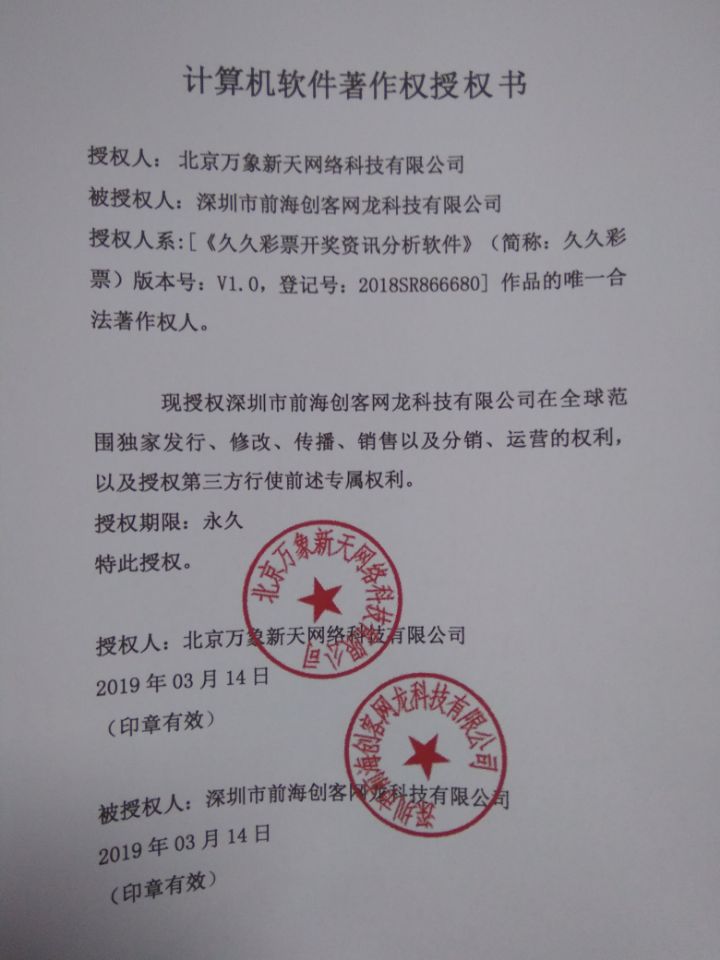 计算机软件著作权授权书
授权人： 北京万象新天网络科技有限公司
被授权人：深圳市前海创客网龙科技有限公司
授权人系:[《久久彩票开奖资讯分析软件》（简称：久久彩
票）版本号：V1.0，登记号：2018SR866680] 作品的唯一合
法著作权人。
现授权深圳市前海创客网龙科技有限公司在全球范
围独家发行、修改、传播、销售以及分销、运营的权利，
以及授权第三方行使前述专属权利。
授权期限：永久
特此授权。
北京万象新天网络科技有限公司
授权人：北京万象新天网络科技有限公司
2019 年 03 月 14 日
（印章有效）
深圳市前海创客网龙科技有限公司
被授权人：深圳市前海创客网龙科技有限公司
2019 年 03 月 14 日
（印章有效）